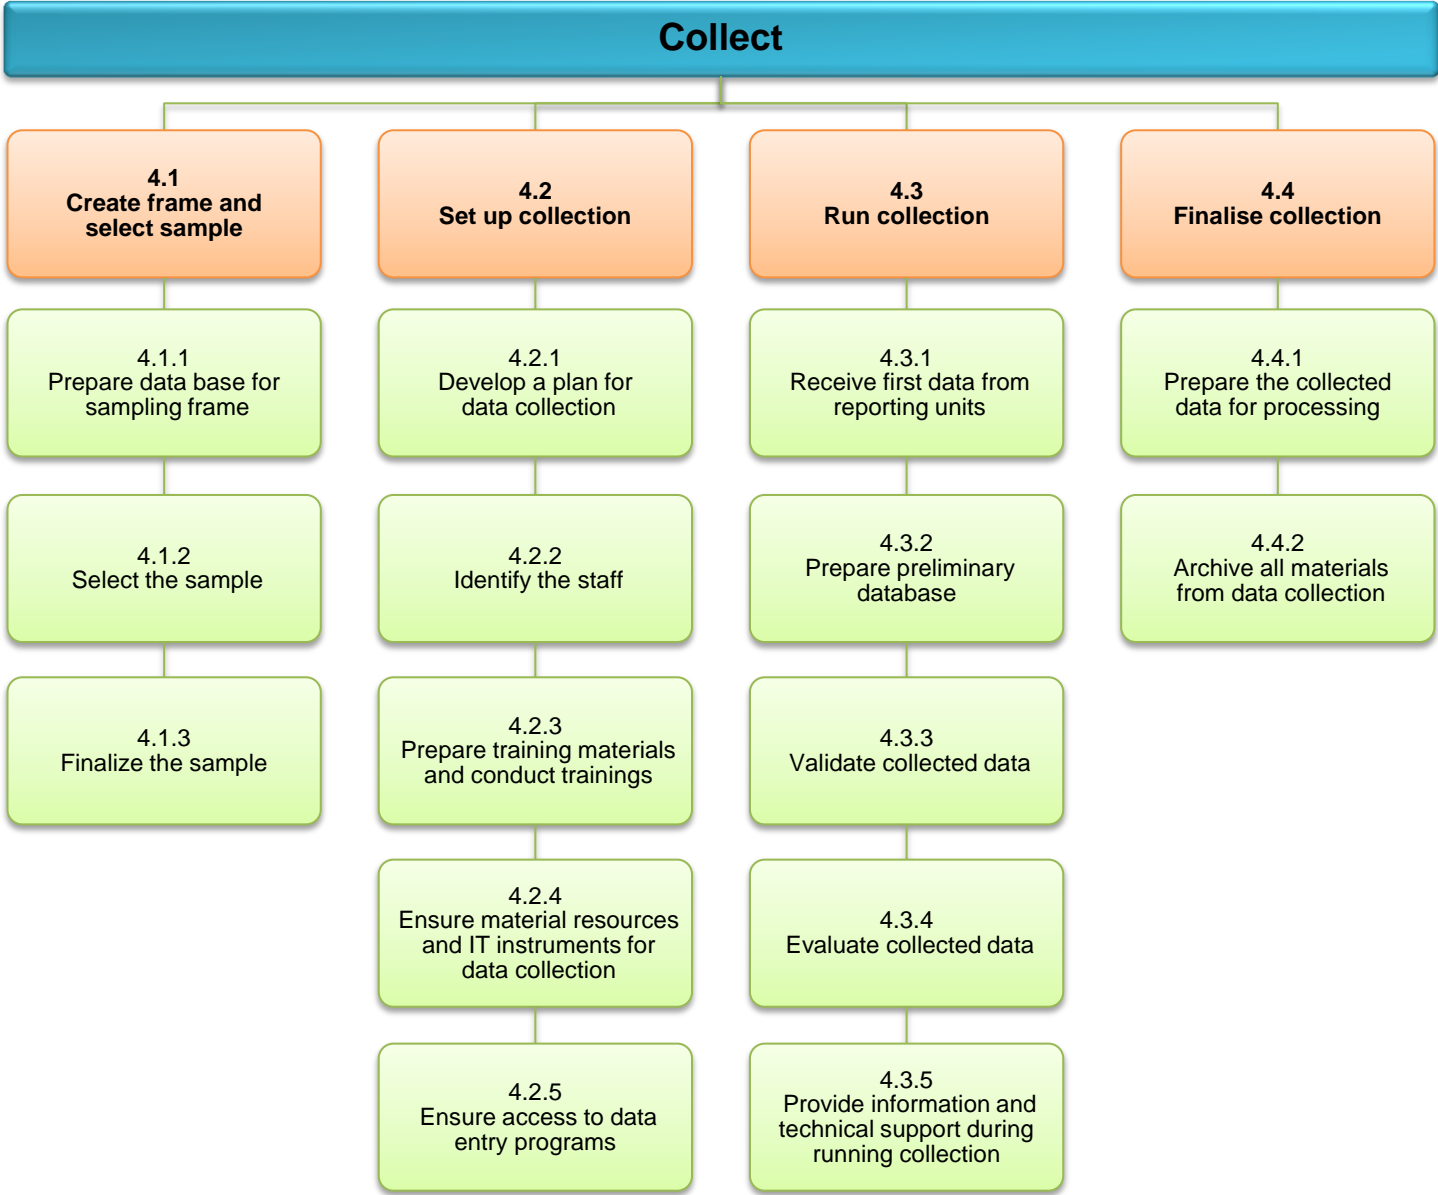 Collect
4.1
Create frame and
select sample
4.1.1
Prepare data base for
sampling frame
4.1.2
Select the sample
4.1.3
Finalize the sample
4.2
Set up collection
4.2.1
Develop a plan for
data collection
4.2.2
Identify the staff
4.2.3
Prepare training materials
and conduct trainings
4.2.4
Ensure material resources
and IT instruments for
data collection
4.2.5
Ensure access to data
entry programs
4.3
Run collection
4.3.1
Receive first data from
reporting units
4.3.2
Prepare preliminary
database
4.3.3
Validate collected data
4.3.4
Evaluate collected data
4.3.5
Provide information and
technical support during
running collection
4.4
Finalise collection
4.4.1
Prepare the collected
data for processing
4.4.2
Archive all materials
from data collection